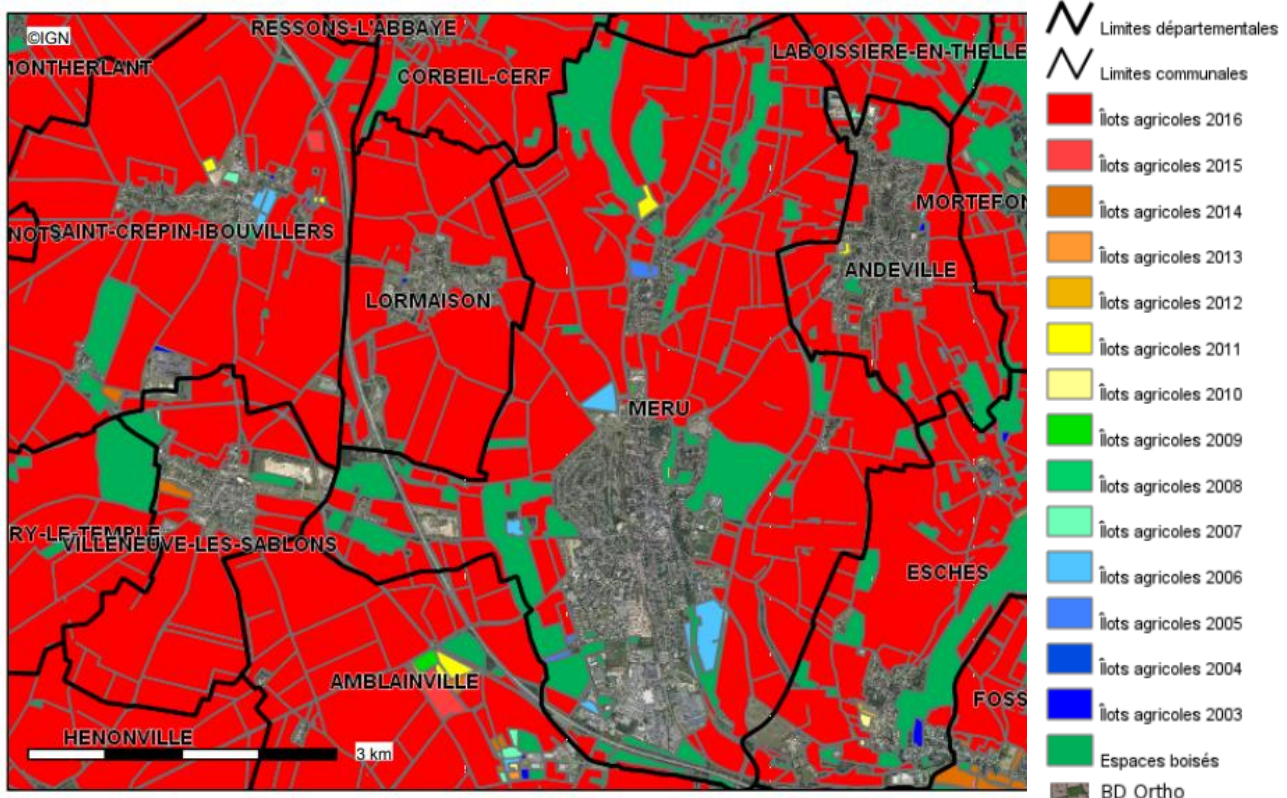 ©IGN
RESSONS-L'ABBAYE
LABOISSIERE-EN-THELLE
MONTHERLANT
CORBEIL-CERF
MORTEFON
NOTS
SAINT-CREPIN-IBOUVILLERS
ANDEVILLE
LORMAISON
MERU
RY-LE-TEMPLE
VILLENEUVE-LES-SABLONS
ESCHES
AMBLAINVILLE
FOSS
HENONVILLE
3 km
Limites départementales
Limites communales
Îlots agricoles 2016
Îlots agricoles 2015
Îlots agricoles 2014
Îlots agricoles 2013
Îlots agricoles 2012
Îlots agricoles 2011
Îlots agricoles 2010
Îlots agricoles 2009
Îlots agricoles 2008
Îlots agricoles 2007
Îlots agricoles 2006
Îlots agricoles 2005
Îlots agricoles 2004
Îlots agricoles 2003
Espaces boisés
BD Ortho